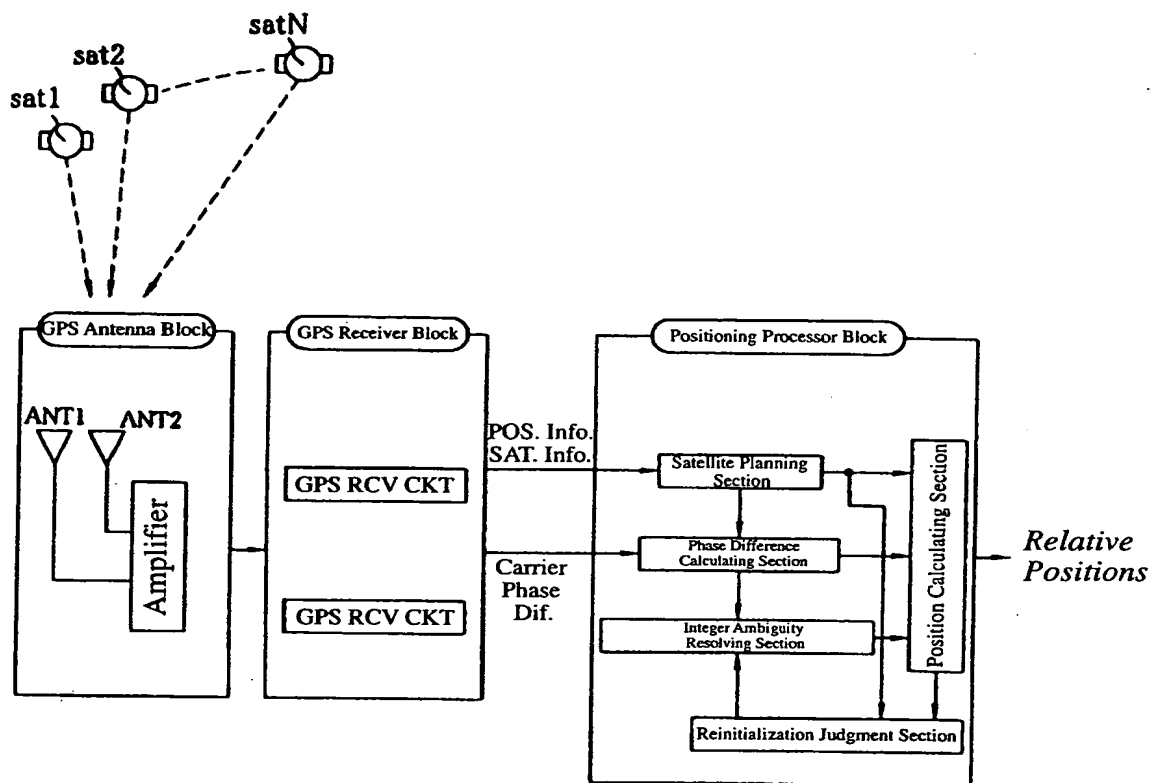 satN
sat2
sat1
GPS Antenna Block
GPS Receiver Block
Positioning Processor Block
ANT1
ANT2
Amplifier
GPS RCV CKT
GPS RCV CKT
POS. Info.
SAT. Info.
Carrier
Phase
Dif.
Satellite Planning
Section
Phase Difference
Calculating Section
Integer Ambiguity
Resolving Section
Position Calculating Section
Reinitialization Judgment Section
Relative
Positions